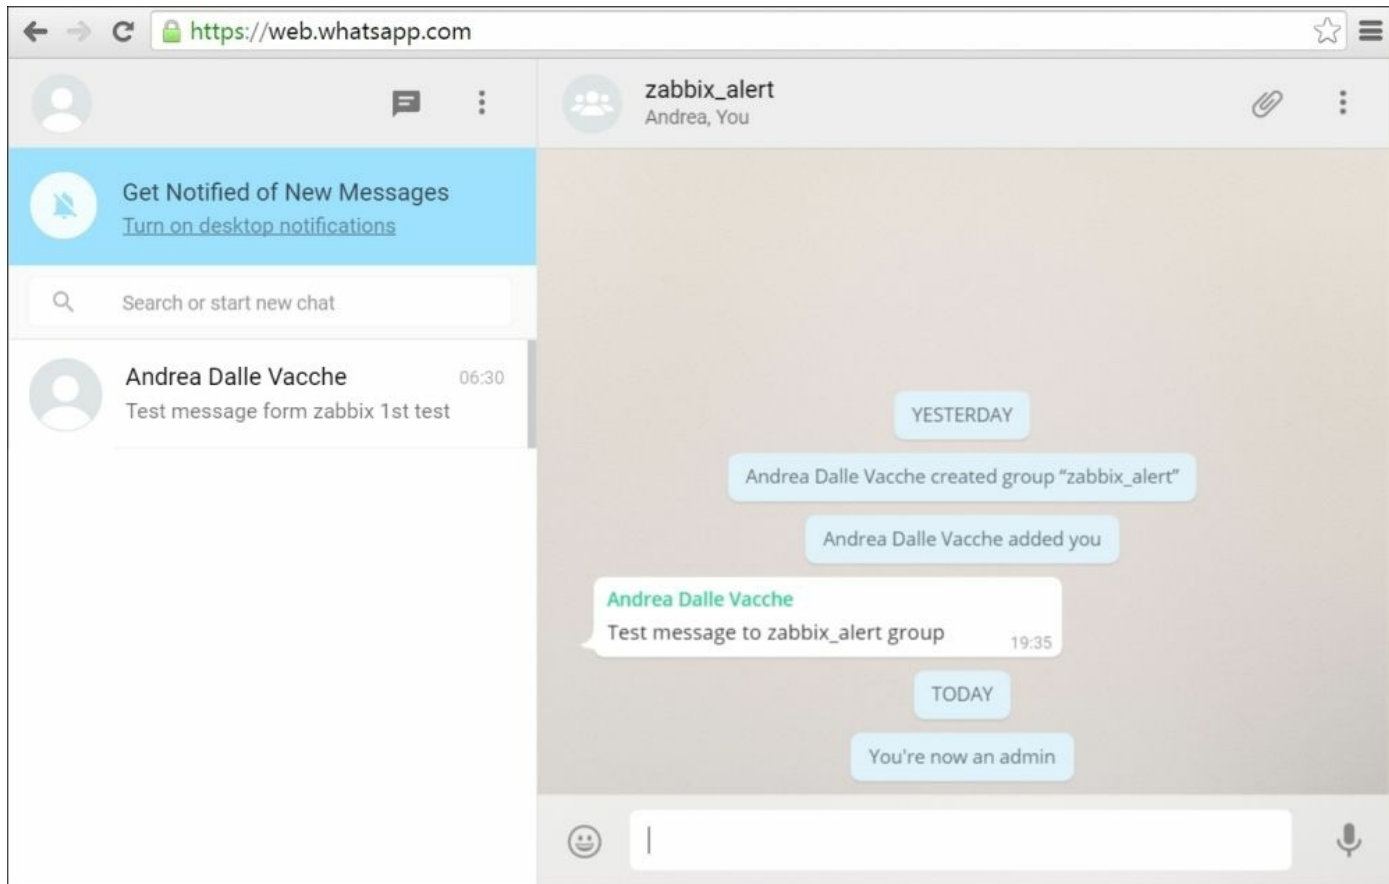 https://web.whatsapp.com
zabbix_alert
Andrea, You
Get Notified of New Messages
Turn on desktop notifications
Search or start new chat
Andrea Dalle Vacche 06:30
Test message form zabbix 1st test
YESTERDAY
Andrea Dalle Vacche created group “zabbix_alert”
Andrea Dalle Vacche added you
Andrea Dalle Vacche
Test message to zabbix_alert group 19:35
TODAY
You're now an admin